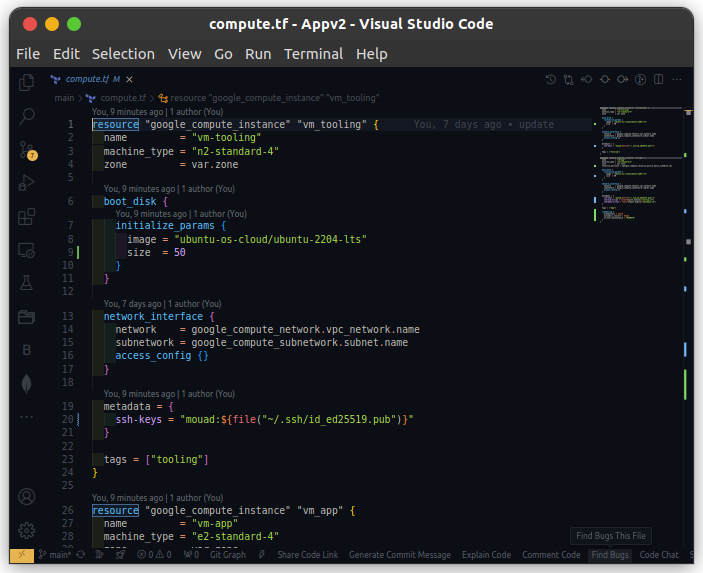 compute.tf - Appv2 - Visual Studio Code
File Edit Selection View Go Run Terminal Help
compute.tf M ×
main > compute.tf > resource "google_compute_instance" "vm_tooling"
You, 9 minutes ago | 1 author (You)
1 resource "google_compute_instance" "vm_tooling" { You, 7 days ago • update
2 name = "vm-tooling"
3 machine_type = "n2-standard-4"
4 zone = var.zone
5
You, 9 minutes ago | 1 author (You)
6 boot_disk {
You, 9 minutes ago | 1 author (You)
7 initialize_params {
8 image = "ubuntu-os-cloud/ubuntu-2204-lts"
9 size = 50
10 }
11 }
12
You, 7 days ago | 1 author (You)
13 network_interface {
14 network = google_compute_network.vpc_network.name
15 subnetwork = google_compute_subnetwork.subnet.name
16 access_config {}
17 }
18
You, 9 minutes ago | 1 author (You)
19 metadata = {
20 ssh-keys = "mouad:${file("~/.ssh/id_ed25519.pub")}"
21 }
22
23 tags = ["tooling"]
24 }
25
You, 9 minutes ago | 1 author (You)
26 resource "google_compute_instance" "vm_app" {
27 name = "vm-app"
28 machine_type = "e2-standard-4"
7
B
Find Bugs This File
main* 0 0 0 Git Graph Share Code Link Generate Commit Message Explain Code Comment Code Find Bugs Code Chat